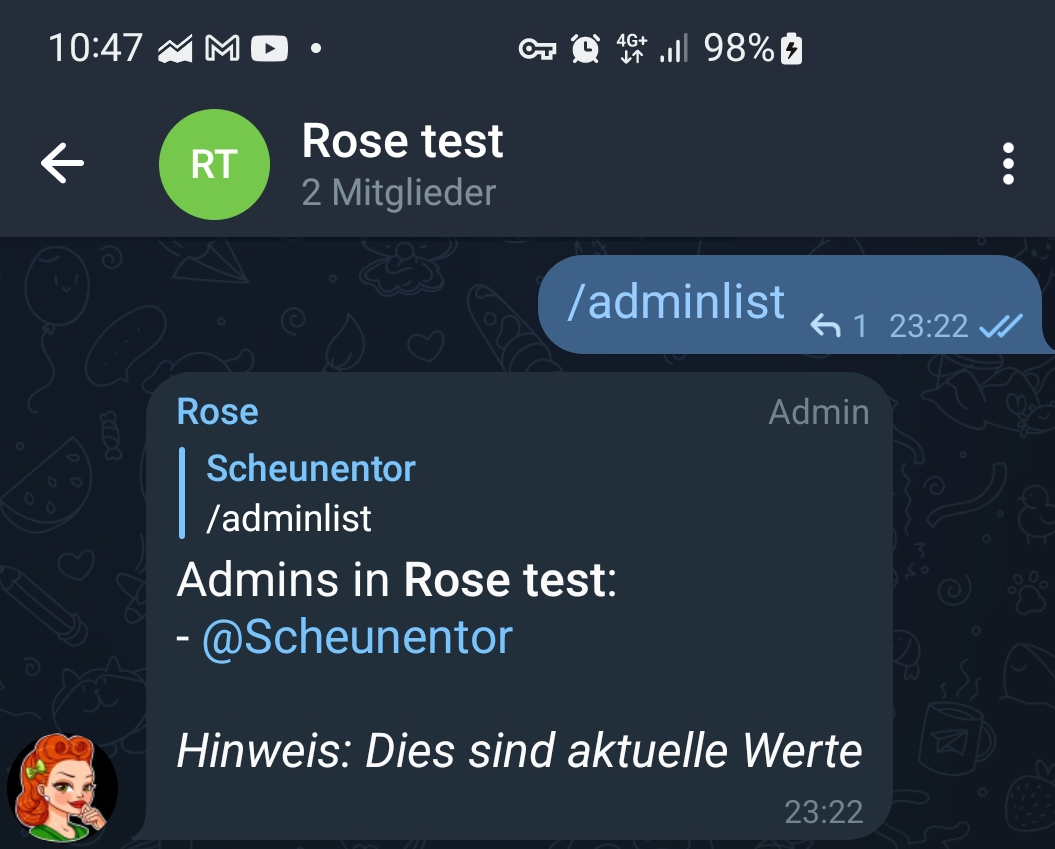 10:47 4G+ 98%
RT Rose test
2 Mitglieder
/adminlist 1 23:22
Rose Admin
Scheunentor
/adminlist
Admins in Rose test:
- @Scheunentor
Hinweis: Dies sind aktuelle Werte
23:22